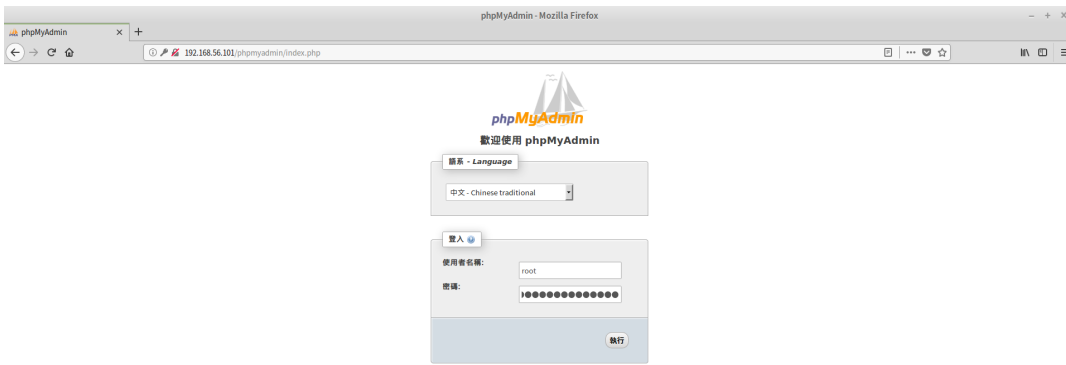 phpMyAdmin - Mozilla Firefox
phpMyAdmin
192.168.56.101/phpmyadmin/index.php
phpMyAdmin
歡迎使用 phpMyAdmin
語系 - Language
中文 - Chinese traditional
登入
使用者名稱:
root
密碼:
執行